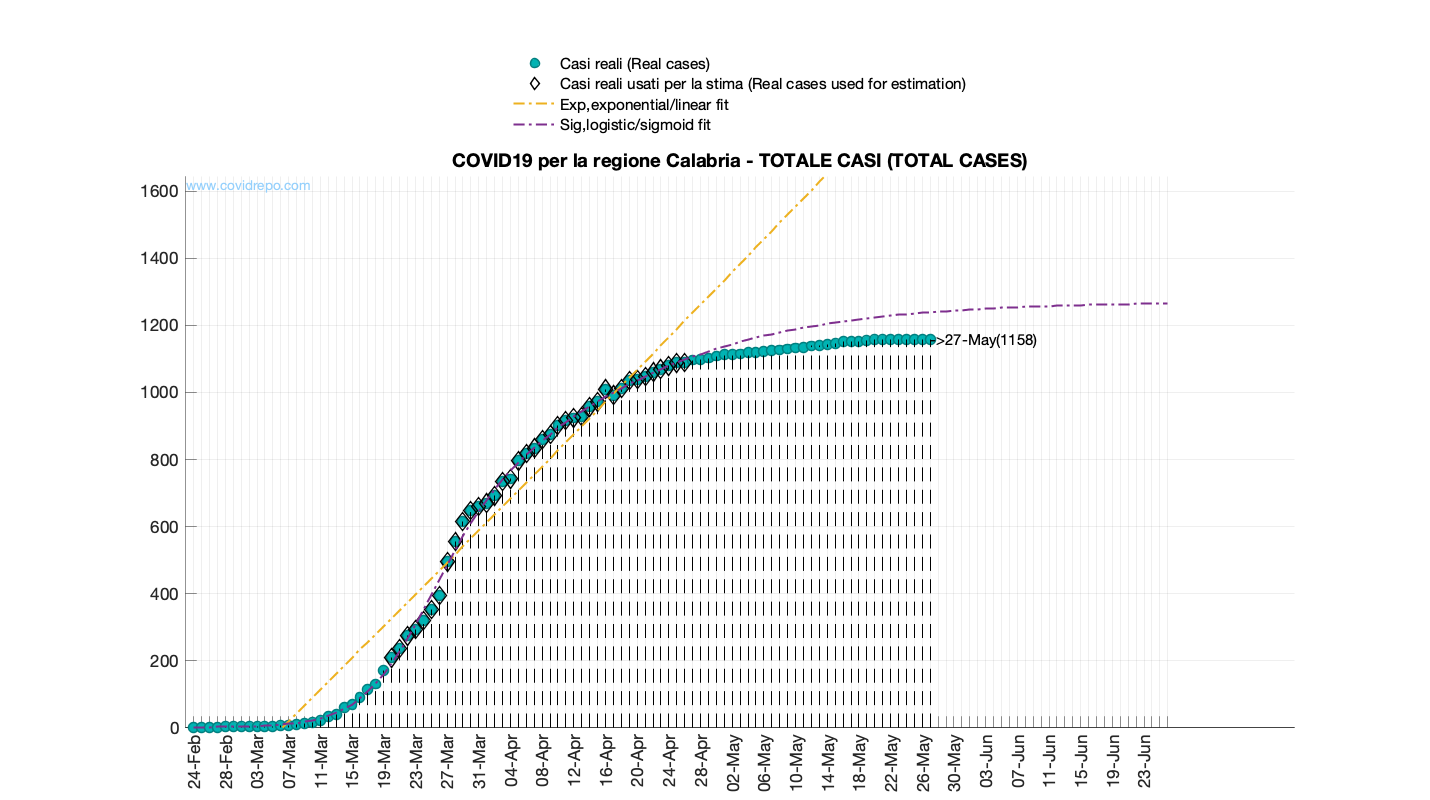 Casi reali (Real cases)
Casi reali usati per la stima (Real cases used for estimation)
Exp,exponential/linear fit
Sig,logistic/sigmoid fit
COVID19 per la regione Calabria - TOTALE CASI (TOTAL CASES)
www.covidrepo.com
1600
1400
1200
1000
800
600
400
200
0
>27-May(1158)
24-Feb
28-Feb
03-Mar
07-Mar
11-Mar
15-Mar
19-Mar
23-Mar
27-Mar
31-Mar
04-Apr
08-Apr
12-Apr
16-Apr
20-Apr
24-Apr
28-Apr
02-May
06-May
10-May
14-May
18-May
22-May
26-May
30-May
03-Jun
07-Jun
11-Jun
15-Jun
19-Jun
23-Jun